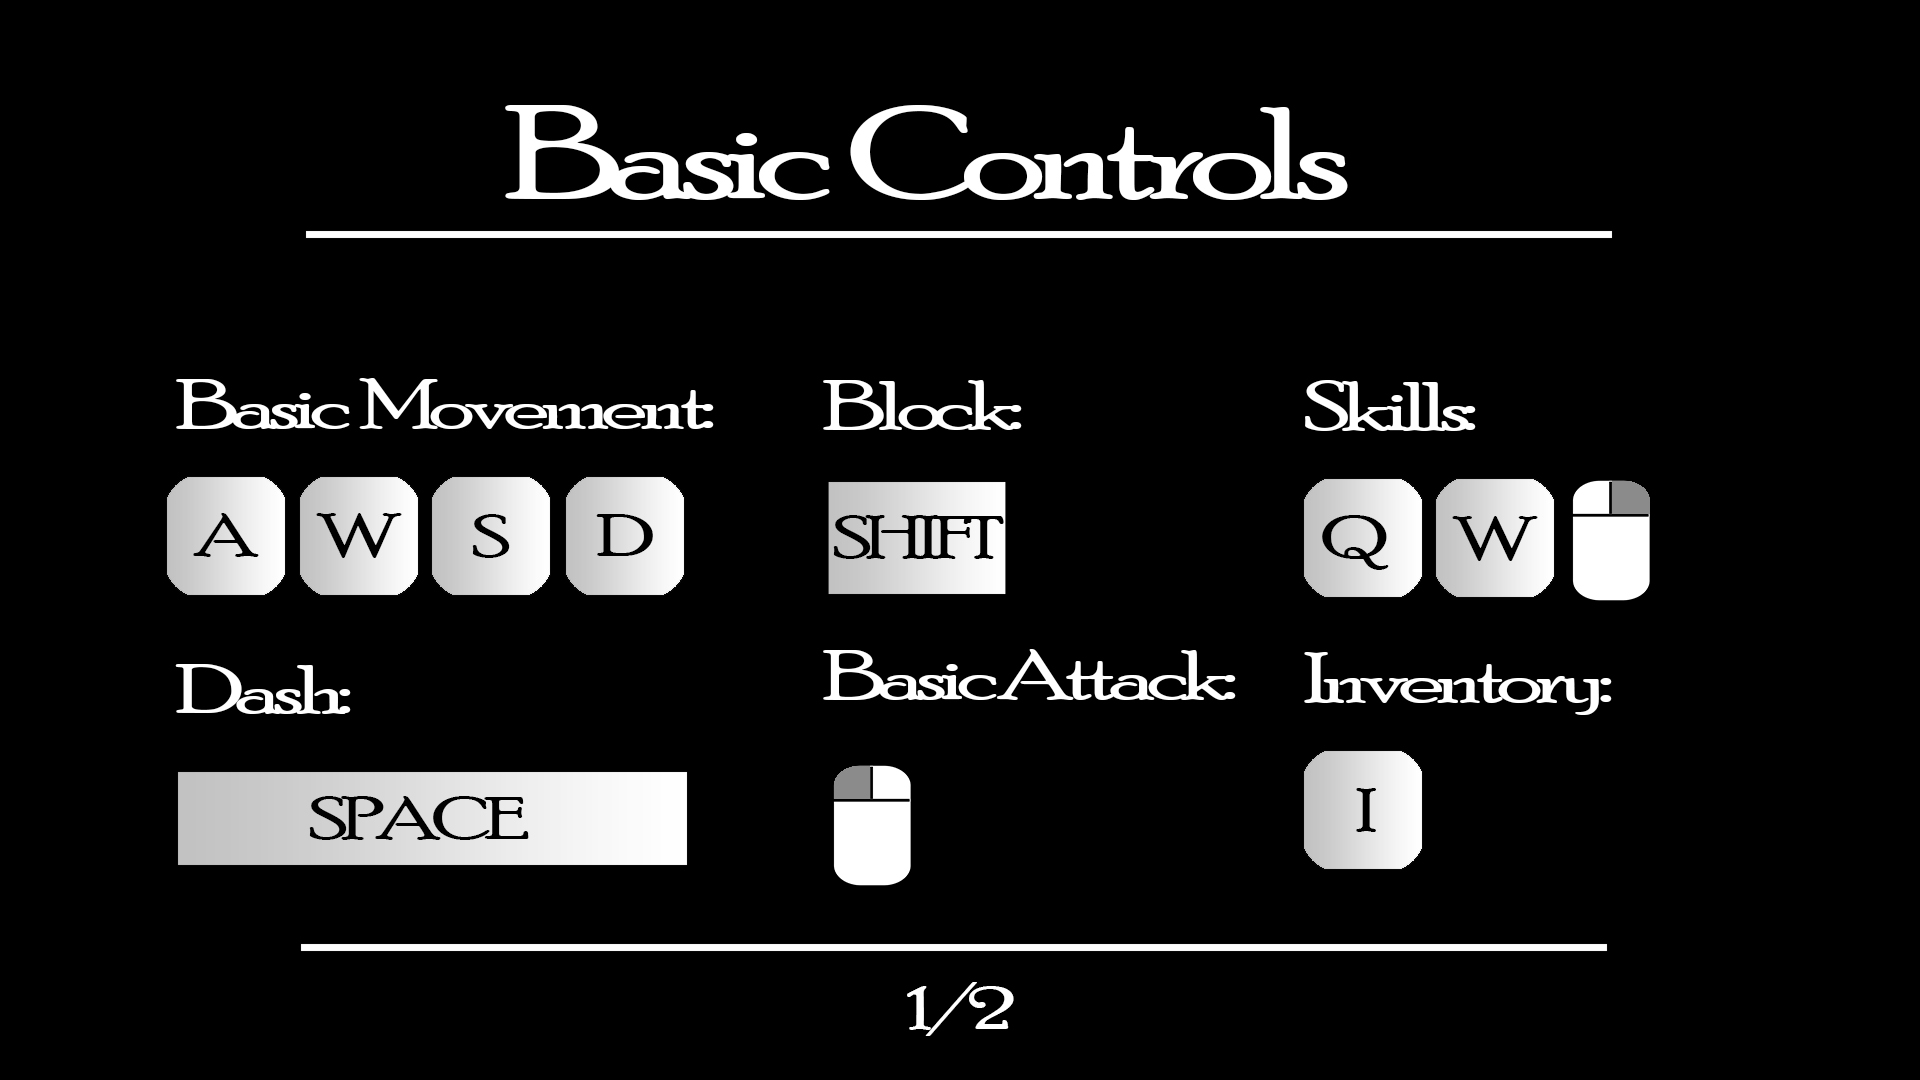 Basic Controls
Basic Movement:
A W S D
Block:
SHIFT
Skills:
Q W
Dash:
SPACE
Basic Attack:
Inventory:
I
1/2